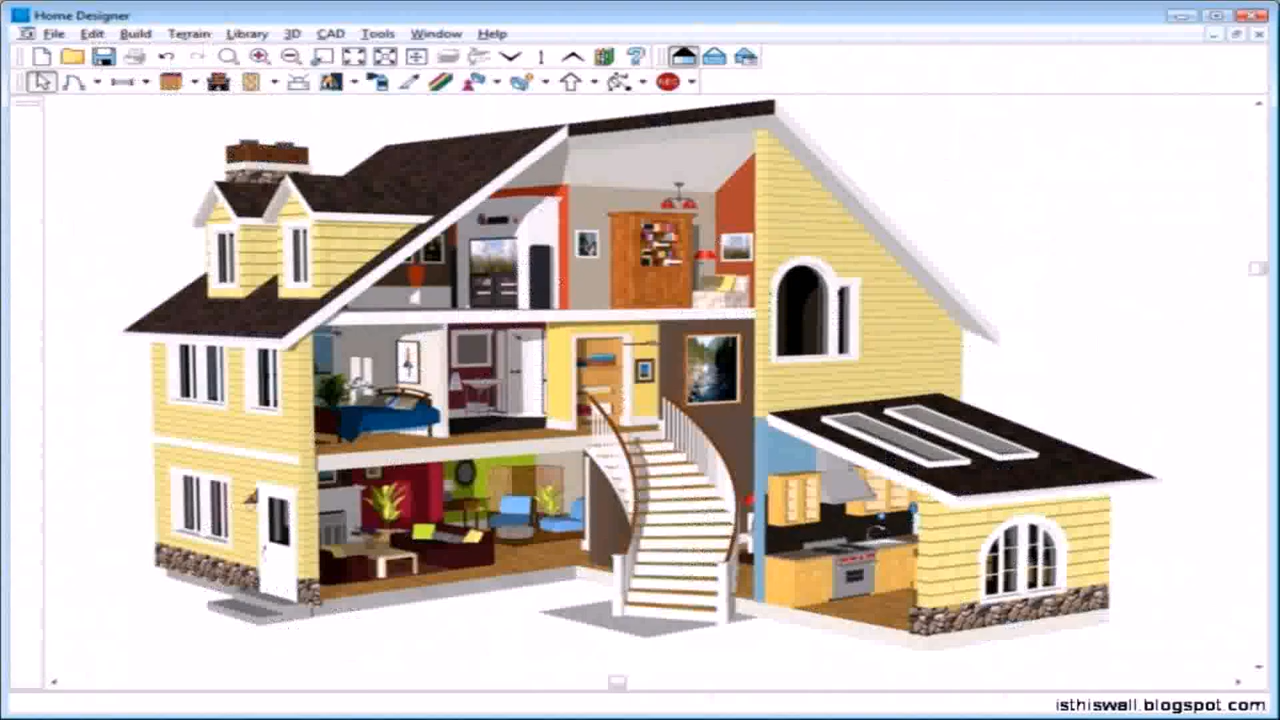 Home Designer
File Edit Build Terrain Library 3D CAD Tools Window Help
isthiswall.blogspot.com